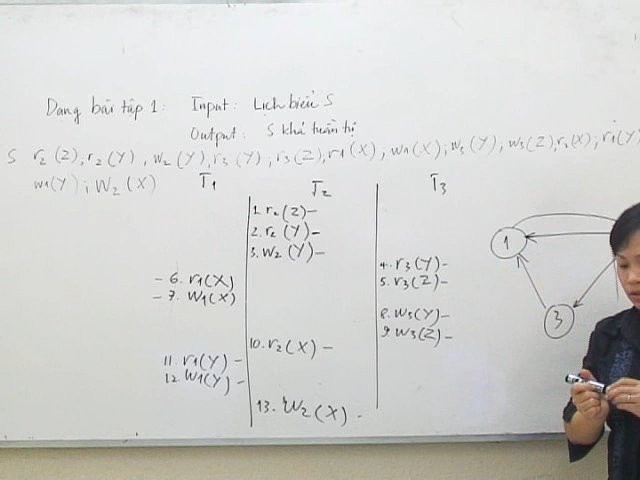 Dạng bài tập 1: Input: Lịch biểu S
Output: S khả tuần tự
S r2(Z), r2(Y), w2(Y), r3(Y), r3(Z), r1(X), w1(X); w3(Y), w3(Z), r2(X); r1(Y)
w1(Y); W2(X)
T1 T2 T3
1. r2(Z) –
2. r2(Y) –
3. W2(Y) –
4. r3(Y) –
– 6. r1(X) 5. r3(Z) –
– 7. W1(X)
8. W3(Y) –
9. W3(Z) –
10. r2(X) –
11. r1(Y) –
12. W1(Y) –
13. W2(X)
1
3